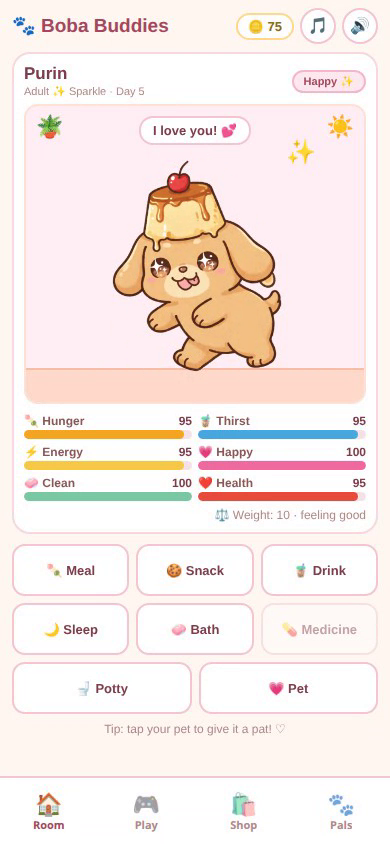 Boba Buddies
75
Purin
Adult ✨ Sparkle · Day 5
Happy ✨
I love you! 💕
Hunger 95
Thirst 95
Energy 95
Happy 100
Clean 100
Health 95
Weight: 10 · feeling good
Meal
Snack
Drink
Sleep
Bath
Medicine
Potty
Pet
Tip: tap your pet to give it a pat! ♡
Room
Play
Shop
Pals